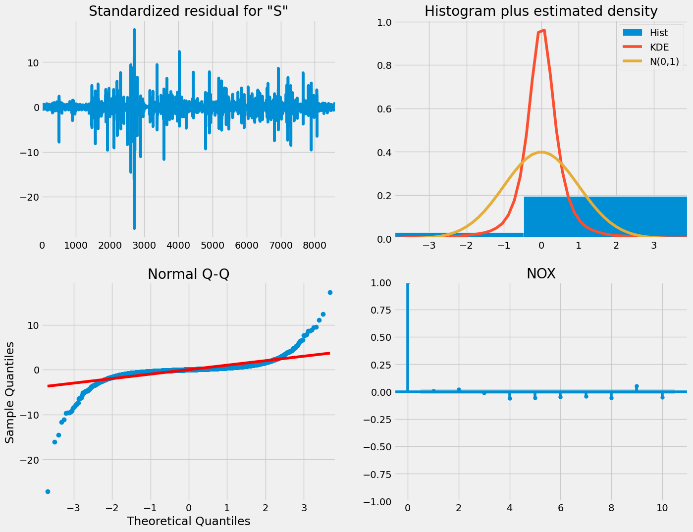 Standardized residual for "S"
10
0
−10
−20
0 1000 2000 3000 4000 5000 6000 7000 8000
Histogram plus estimated density
Hist
KDE
N(0,1)
1.0
0.8
0.6
0.4
0.2
0.0
−3 −2 −1 0 1 2 3
Normal Q-Q
Sample Quantiles
10
0
−10
−20
−3 −2 −1 0 1 2 3
Theoretical Quantiles
NOX
1.00
0.75
0.50
0.25
0.00
−0.25
−0.50
−0.75
−1.00
0 2 4 6 8 10